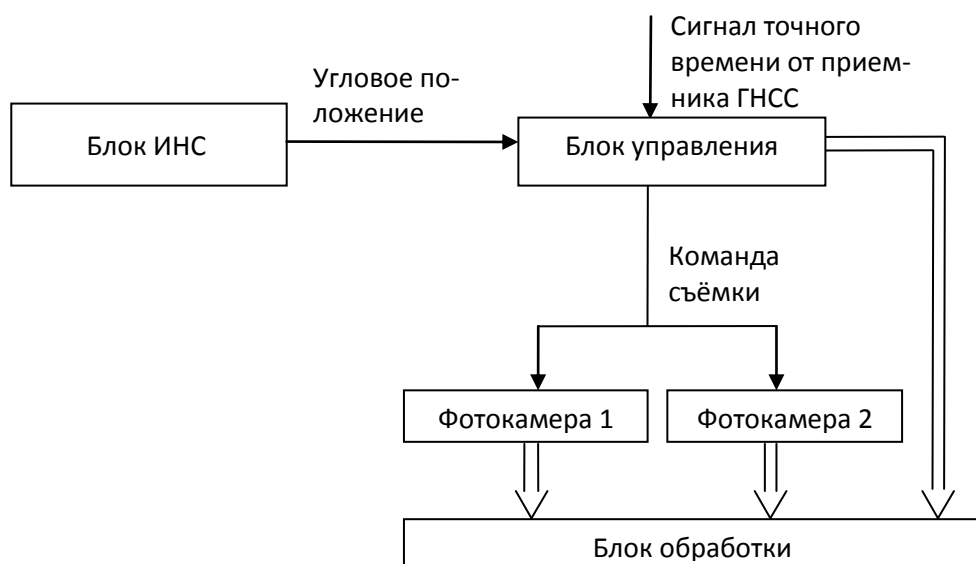 Сигнал точного
времени от прием-
ника ГНСС
Угловое по-
ложение
Блок ИНС
Блок управления
Команда
съёмки
Фотокамера 1
Фотокамера 2
Блок обработки